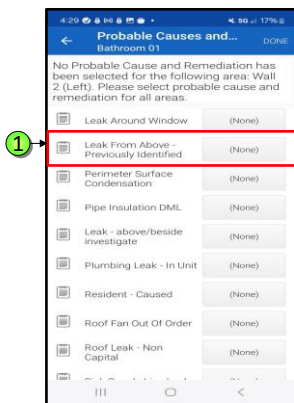 4:29 5G 17%
Probable Causes and...
Bathroom 01
DONE
No Probable Cause and Remediation has
been selected for the following area: Wall
2 (Left). Please select probable cause and
remediation for all areas.
Leak Around Window (None)
1
Leak From Above -
Previously Identified (None)
Perimeter Surface
Condensation (None)
Pipe Insulation DML (None)
Leak - above/beside
investigate (None)
Plumbing Leak - In Unit (None)
Resident - Caused (None)
Roof Fan Out Of Order (None)
Roof Leak - Non
Capital (None)